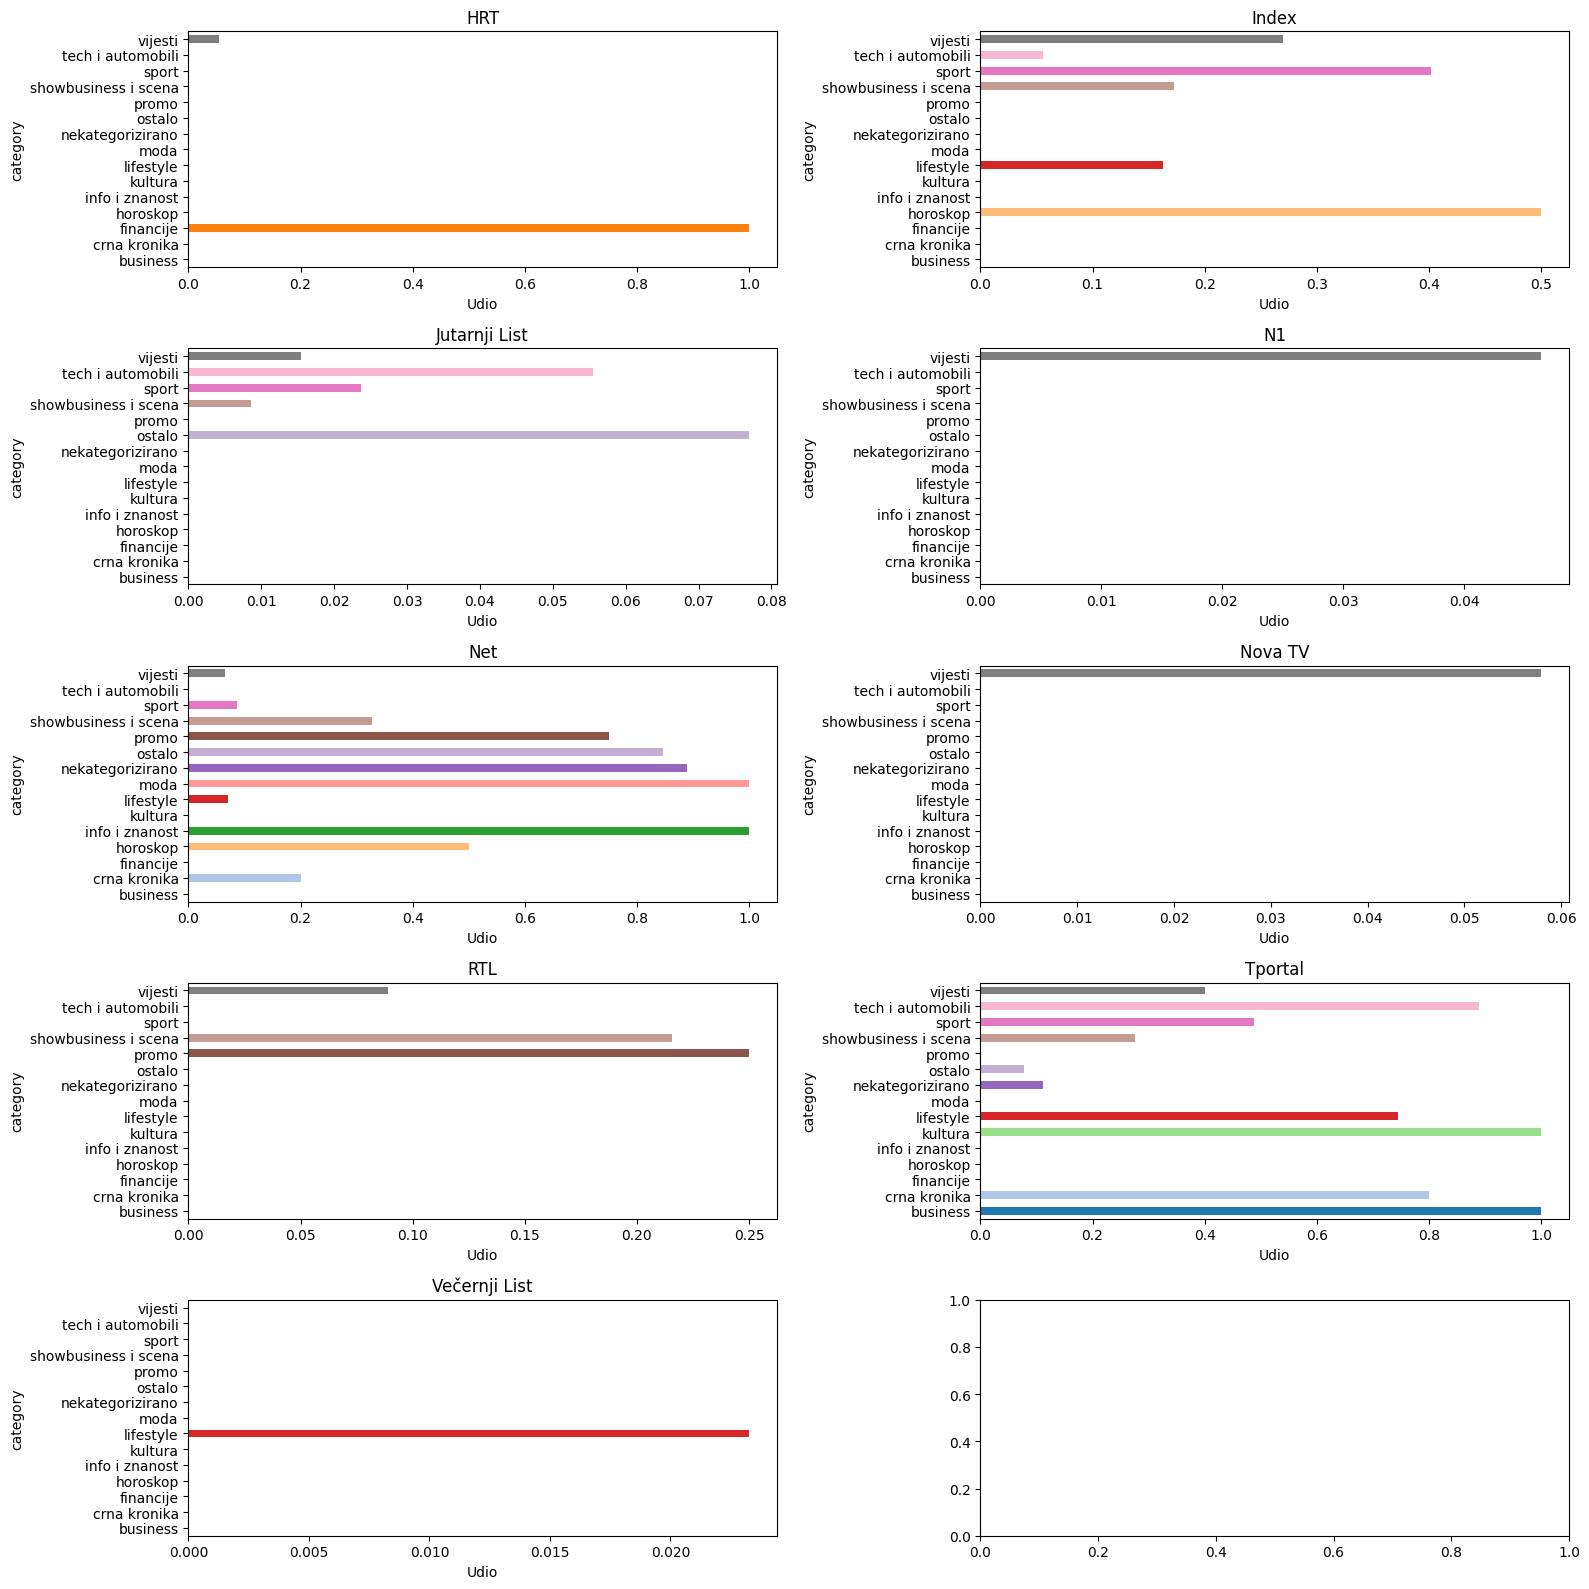 HRT
vijesti
tech i automobili
sport
showbusiness i scena
promo
ostalo
nekategorizirano
moda
lifestyle
kultura
info i znanost
horoskop
financije
crna kronika
business
category
0.0 0.2 0.4 0.6 0.8 1.0
Udio
Index
vijesti
tech i automobili
sport
showbusiness i scena
promo
ostalo
nekategorizirano
moda
lifestyle
kultura
info i znanost
horoskop
financije
crna kronika
business
category
0.0 0.1 0.2 0.3 0.4 0.5
Udio
Jutarnji List
vijesti
tech i automobili
sport
showbusiness i scena
promo
ostalo
nekategorizirano
moda
lifestyle
kultura
info i znanost
horoskop
financije
crna kronika
business
category
0.00 0.01 0.02 0.03 0.04 0.05 0.06 0.07 0.08
Udio
N1
vijesti
tech i automobili
sport
showbusiness i scena
promo
ostalo
nekategorizirano
moda
lifestyle
kultura
info i znanost
horoskop
financije
crna kronika
business
category
0.00 0.01 0.02 0.03 0.04
Udio
Net
vijesti
tech i automobili
sport
showbusiness i scena
promo
ostalo
nekategorizirano
moda
lifestyle
kultura
info i znanost
horoskop
financije
crna kronika
business
category
0.0 0.2 0.4 0.6 0.8 1.0
Udio
Nova TV
vijesti
tech i automobili
sport
showbusiness i scena
promo
ostalo
nekategorizirano
moda
lifestyle
kultura
info i znanost
horoskop
financije
crna kronika
business
category
0.00 0.01 0.02 0.03 0.04 0.05 0.06
Udio
RTL
vijesti
tech i automobili
sport
showbusiness i scena
promo
ostalo
nekategorizirano
moda
lifestyle
kultura
info i znanost
horoskop
financije
crna kronika
business
category
0.00 0.05 0.10 0.15 0.20 0.25
Udio
Tportal
vijesti
tech i automobili
sport
showbusiness i scena
promo
ostalo
nekategorizirano
moda
lifestyle
kultura
info i znanost
horoskop
financije
crna kronika
business
category
0.0 0.2 0.4 0.6 0.8 1.0
Udio
Večernji List
vijesti
tech i automobili
sport
showbusiness i scena
promo
ostalo
nekategorizirano
moda
lifestyle
kultura
info i znanost
horoskop
financije
crna kronika
business
category
0.000 0.005 0.010 0.015 0.020
Udio
1.0
0.8
0.6
0.4
0.2
0.0
0.0 0.2 0.4 0.6 0.8 1.0